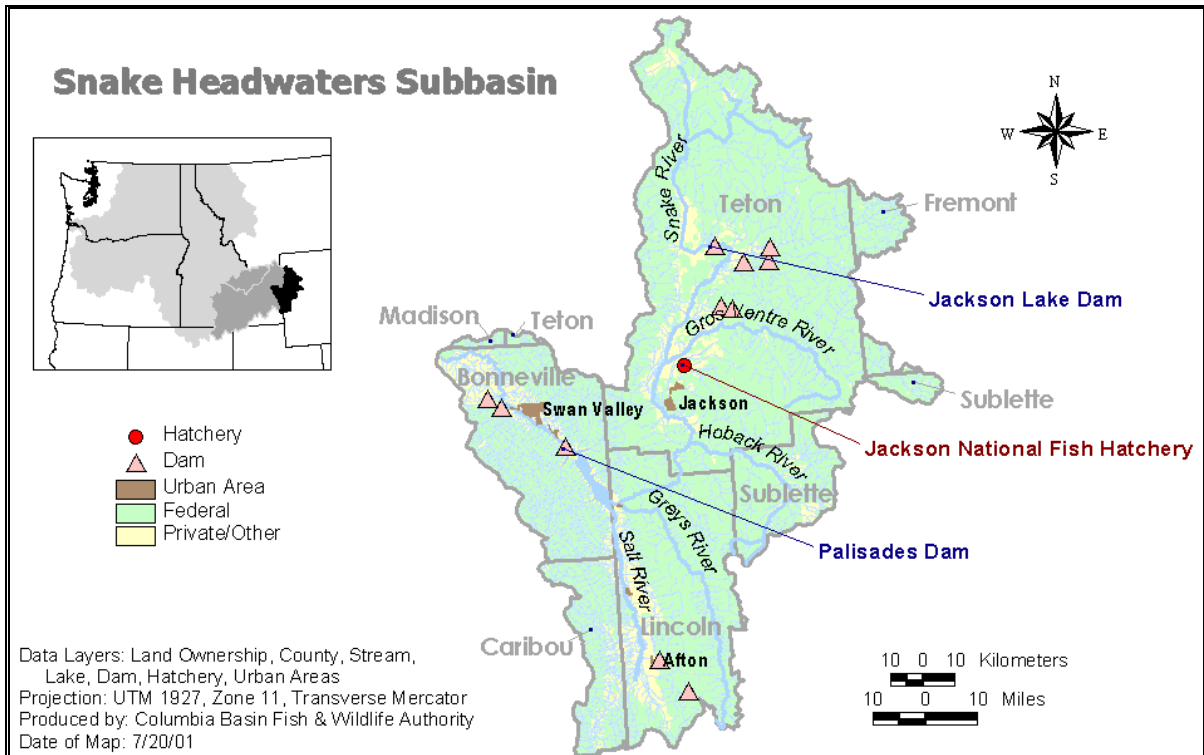 Snake Headwaters Subbasin
N
W E
S
Snake River
Teton
Fremont
Jackson Lake Dam
Gros Ventre River
Madison
Teton
Bonneville
Swan Valley
Jackson
Sublette
Hoback River
Jackson National Fish Hatchery
Sublette
Greys River
Palisades Dam
Salt River
Caribou
Lincoln
Afton
Hatchery
Dam
Urban Area
Federal
Private/Other
Data Layers: Land Ownership, County, Stream,
Lake, Dam, Hatchery, Urban Areas
Projection: UTM 1927, Zone 11, Transverse Mercator
Produced by: Columbia Basin Fish & Wildlife Authority
Date of Map: 7/20/01
10 0 10 Kilometers
10 0 10 Miles